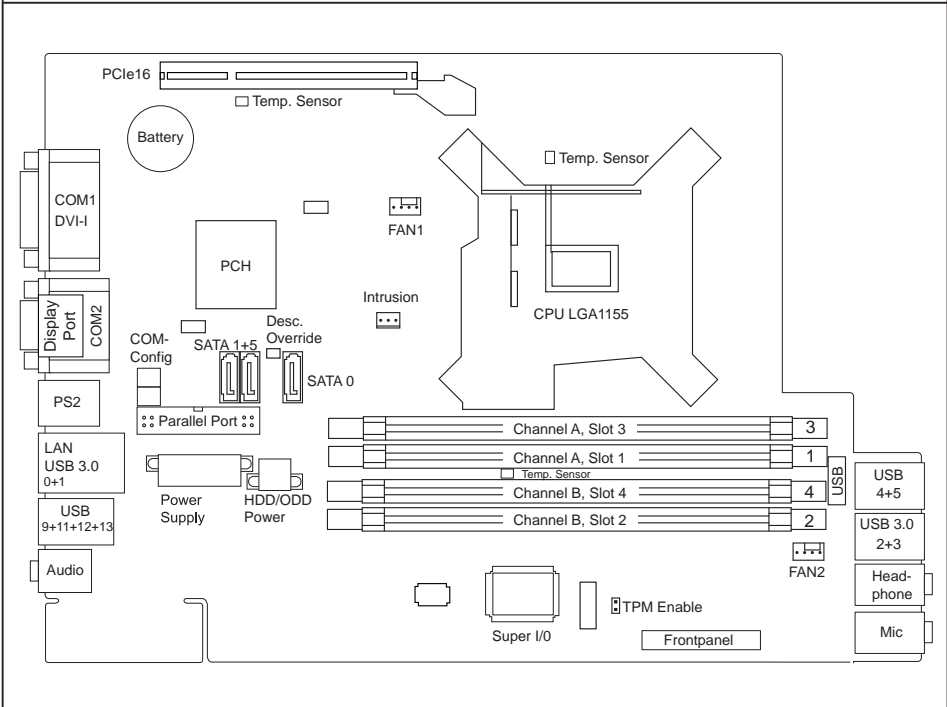 PCIe16
Temp. Sensor
Battery
Temp. Sensor
COM1
DVI-I
FAN1
PCH
Intrusion
CPU LGA1155
Display
Port
COM2
COM-
Config
SATA 1+5
Desc.
Override
SATA 0
PS2
Parallel Port
Channel A, Slot 3
3
LAN
USB 3.0
0+1
Channel A, Slot 1
1
Temp. Sensor
USB
USB
4+5
Power
Supply
HDD/ODD
Power
Channel B, Slot 4
4
USB
9+11+12+13
Channel B, Slot 2
2
USB 3.0
2+3
FAN2
Audio
Head-
phone
TPM Enable
Super I/0
Frontpanel
Mic